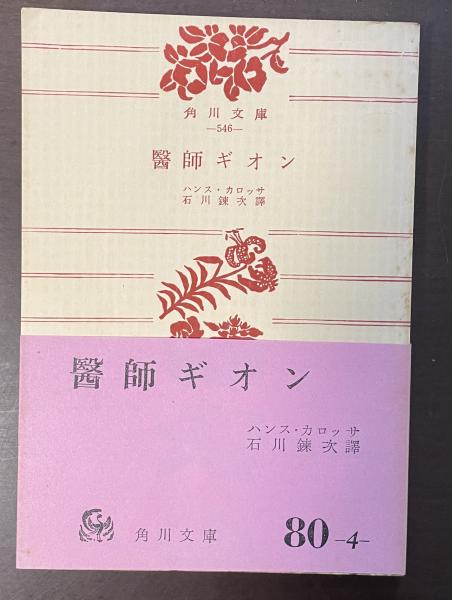 角川文庫
—546—
醫師ギオン
ハンス・カロッサ
石川錬次譯
醫師ギオン
ハンス・カロッサ
石川錬次譯
角川文庫
80 -4-